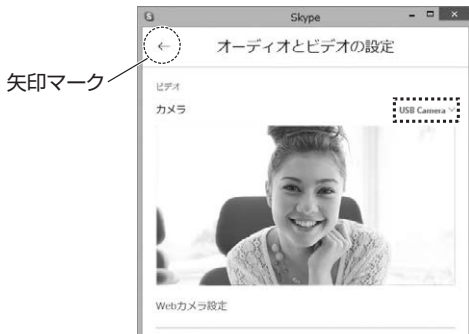 Skype
← オーディオとビデオの設定
矢印マーク
ビデオ
カメラ
USB Camera
Webカメラ設定